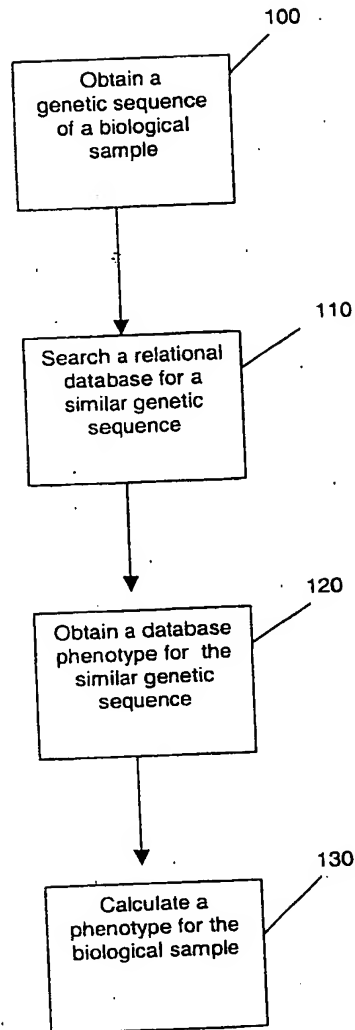 100
Obtain a
genetic sequence
of a biological
sample
110
Search a relational
database for a
similar genetic
sequence
120
Obtain a database
phenotype for the
similar genetic
sequence
130
Calculate a
phenotype for the
biological sample